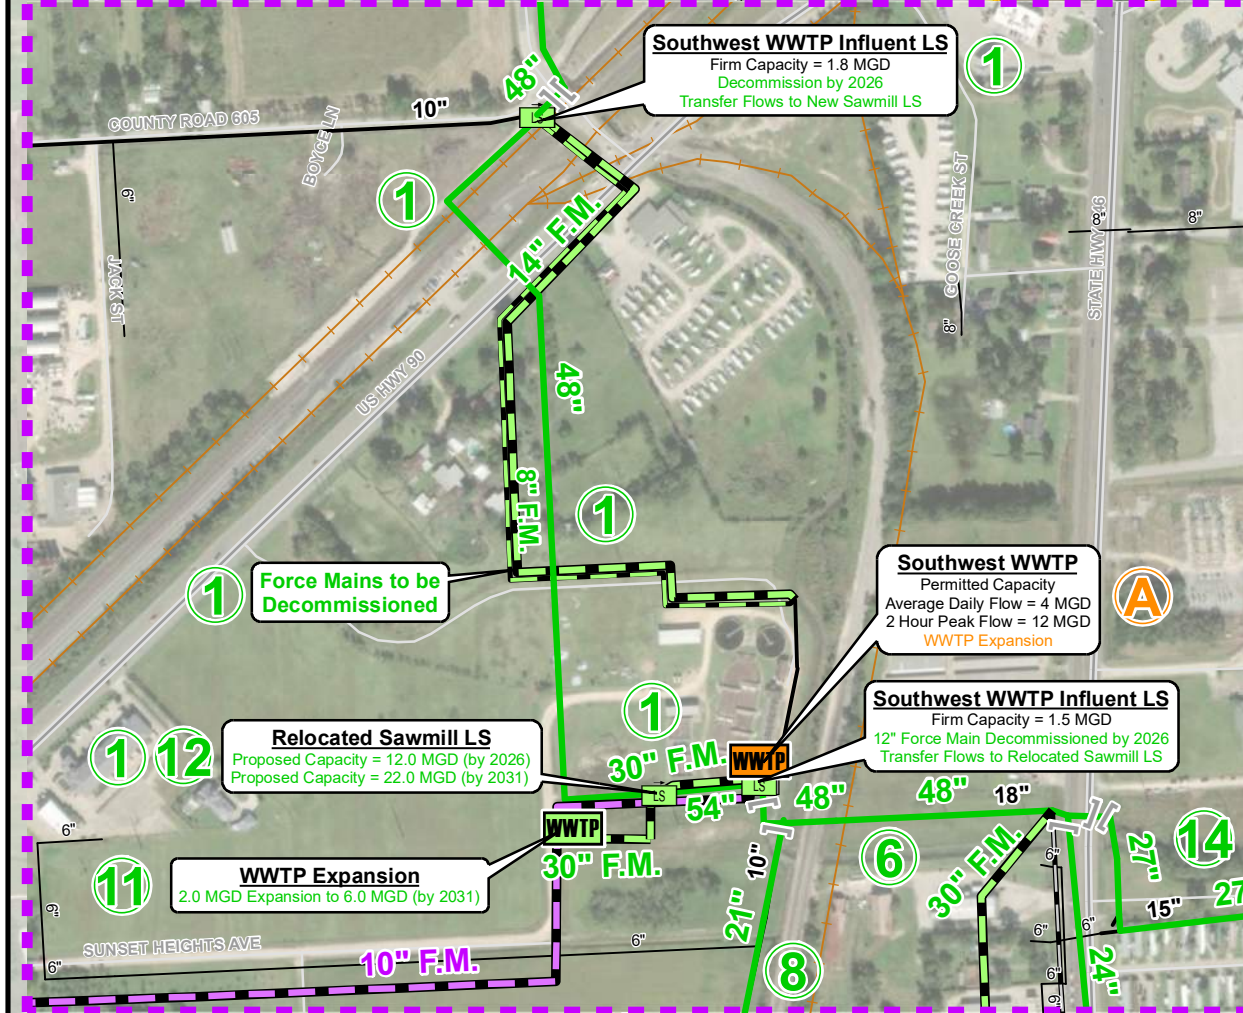 Southwest WWTP Influent LS
Firm Capacity = 1.8 MGD
Decommission by 2026
Transfer Flows to New Sawmill LS
1
48"
10"
COUNTY ROAD 605
LS
BOYCE LN
6"
1
GOOSE CREEK ST
STATE HWY 146
8"
8"
14" F.M.
JACK ST
8"
US HWY 90
48"
8" F.M.
1
Force Mains to be
Decommissioned
1
Southwest WWTP
Permitted Capacity
Average Daily Flow = 4 MGD
2 Hour Peak Flow = 12 MGD
WWTP Expansion
A
Southwest WWTP Influent LS
Firm Capacity = 1.5 MGD
12" Force Main Decommissioned by 2026
Transfer Flows to Relocated Sawmill LS
1
Relocated Sawmill LS
Proposed Capacity = 12.0 MGD (by 2026)
Proposed Capacity = 22.0 MGD (by 2031)
1
12
30" F.M.
WWTP
LS
LS
54"
48"
48"
18"
WWTP
30" F.M.
6"
10"
6
30" F.M.
6"
27"
14
WWTP Expansion
2.0 MGD Expansion to 6.0 MGD (by 2031)
11
6"
21"
27
15"
6"
6"
SUNSET HEIGHTS AVE
6"
6"
10" F.M.
8
6"
24"
6"